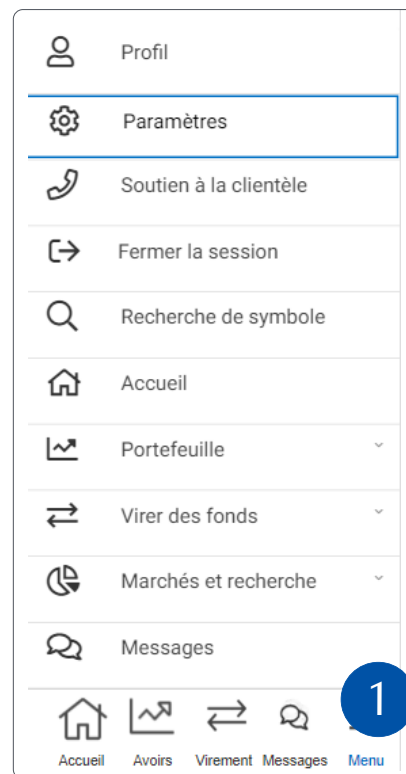 Profil
Paramètres
Soutien à la clientèle
Fermer la session
Recherche de symbole
Accueil
Portefeuille
Virer des fonds
Marchés et recherche
Messages
1
Accueil Avoirs Virement Messages Menu